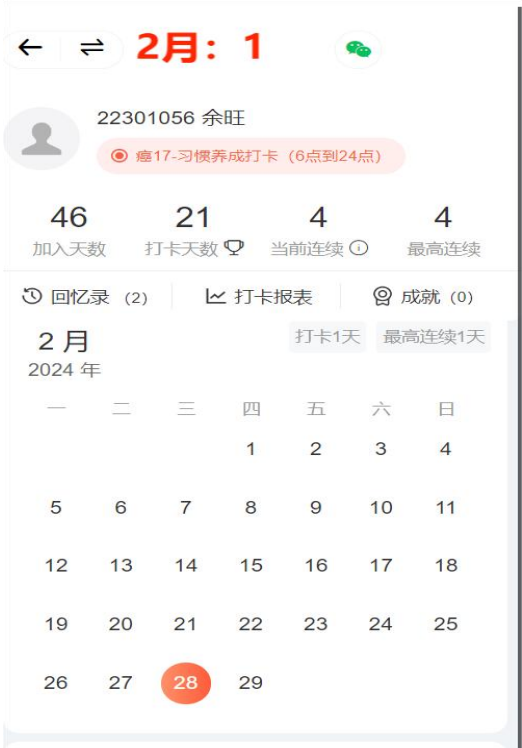 2月：1
22301056 余旺
瘾17-习惯养成打卡（6点到24点）
46 21 4 4
加入天数 打卡天数 当前连续 最高连续
回忆录 (2) 打卡报表 成就 (0)
2 月 打卡1天 最高连续1天
2024 年
一 二 三 四 五 六 日
1 2 3 4
5 6 7 8 9 10 11
12 13 14 15 16 17 18
19 20 21 22 23 24 25
26 27 28 29